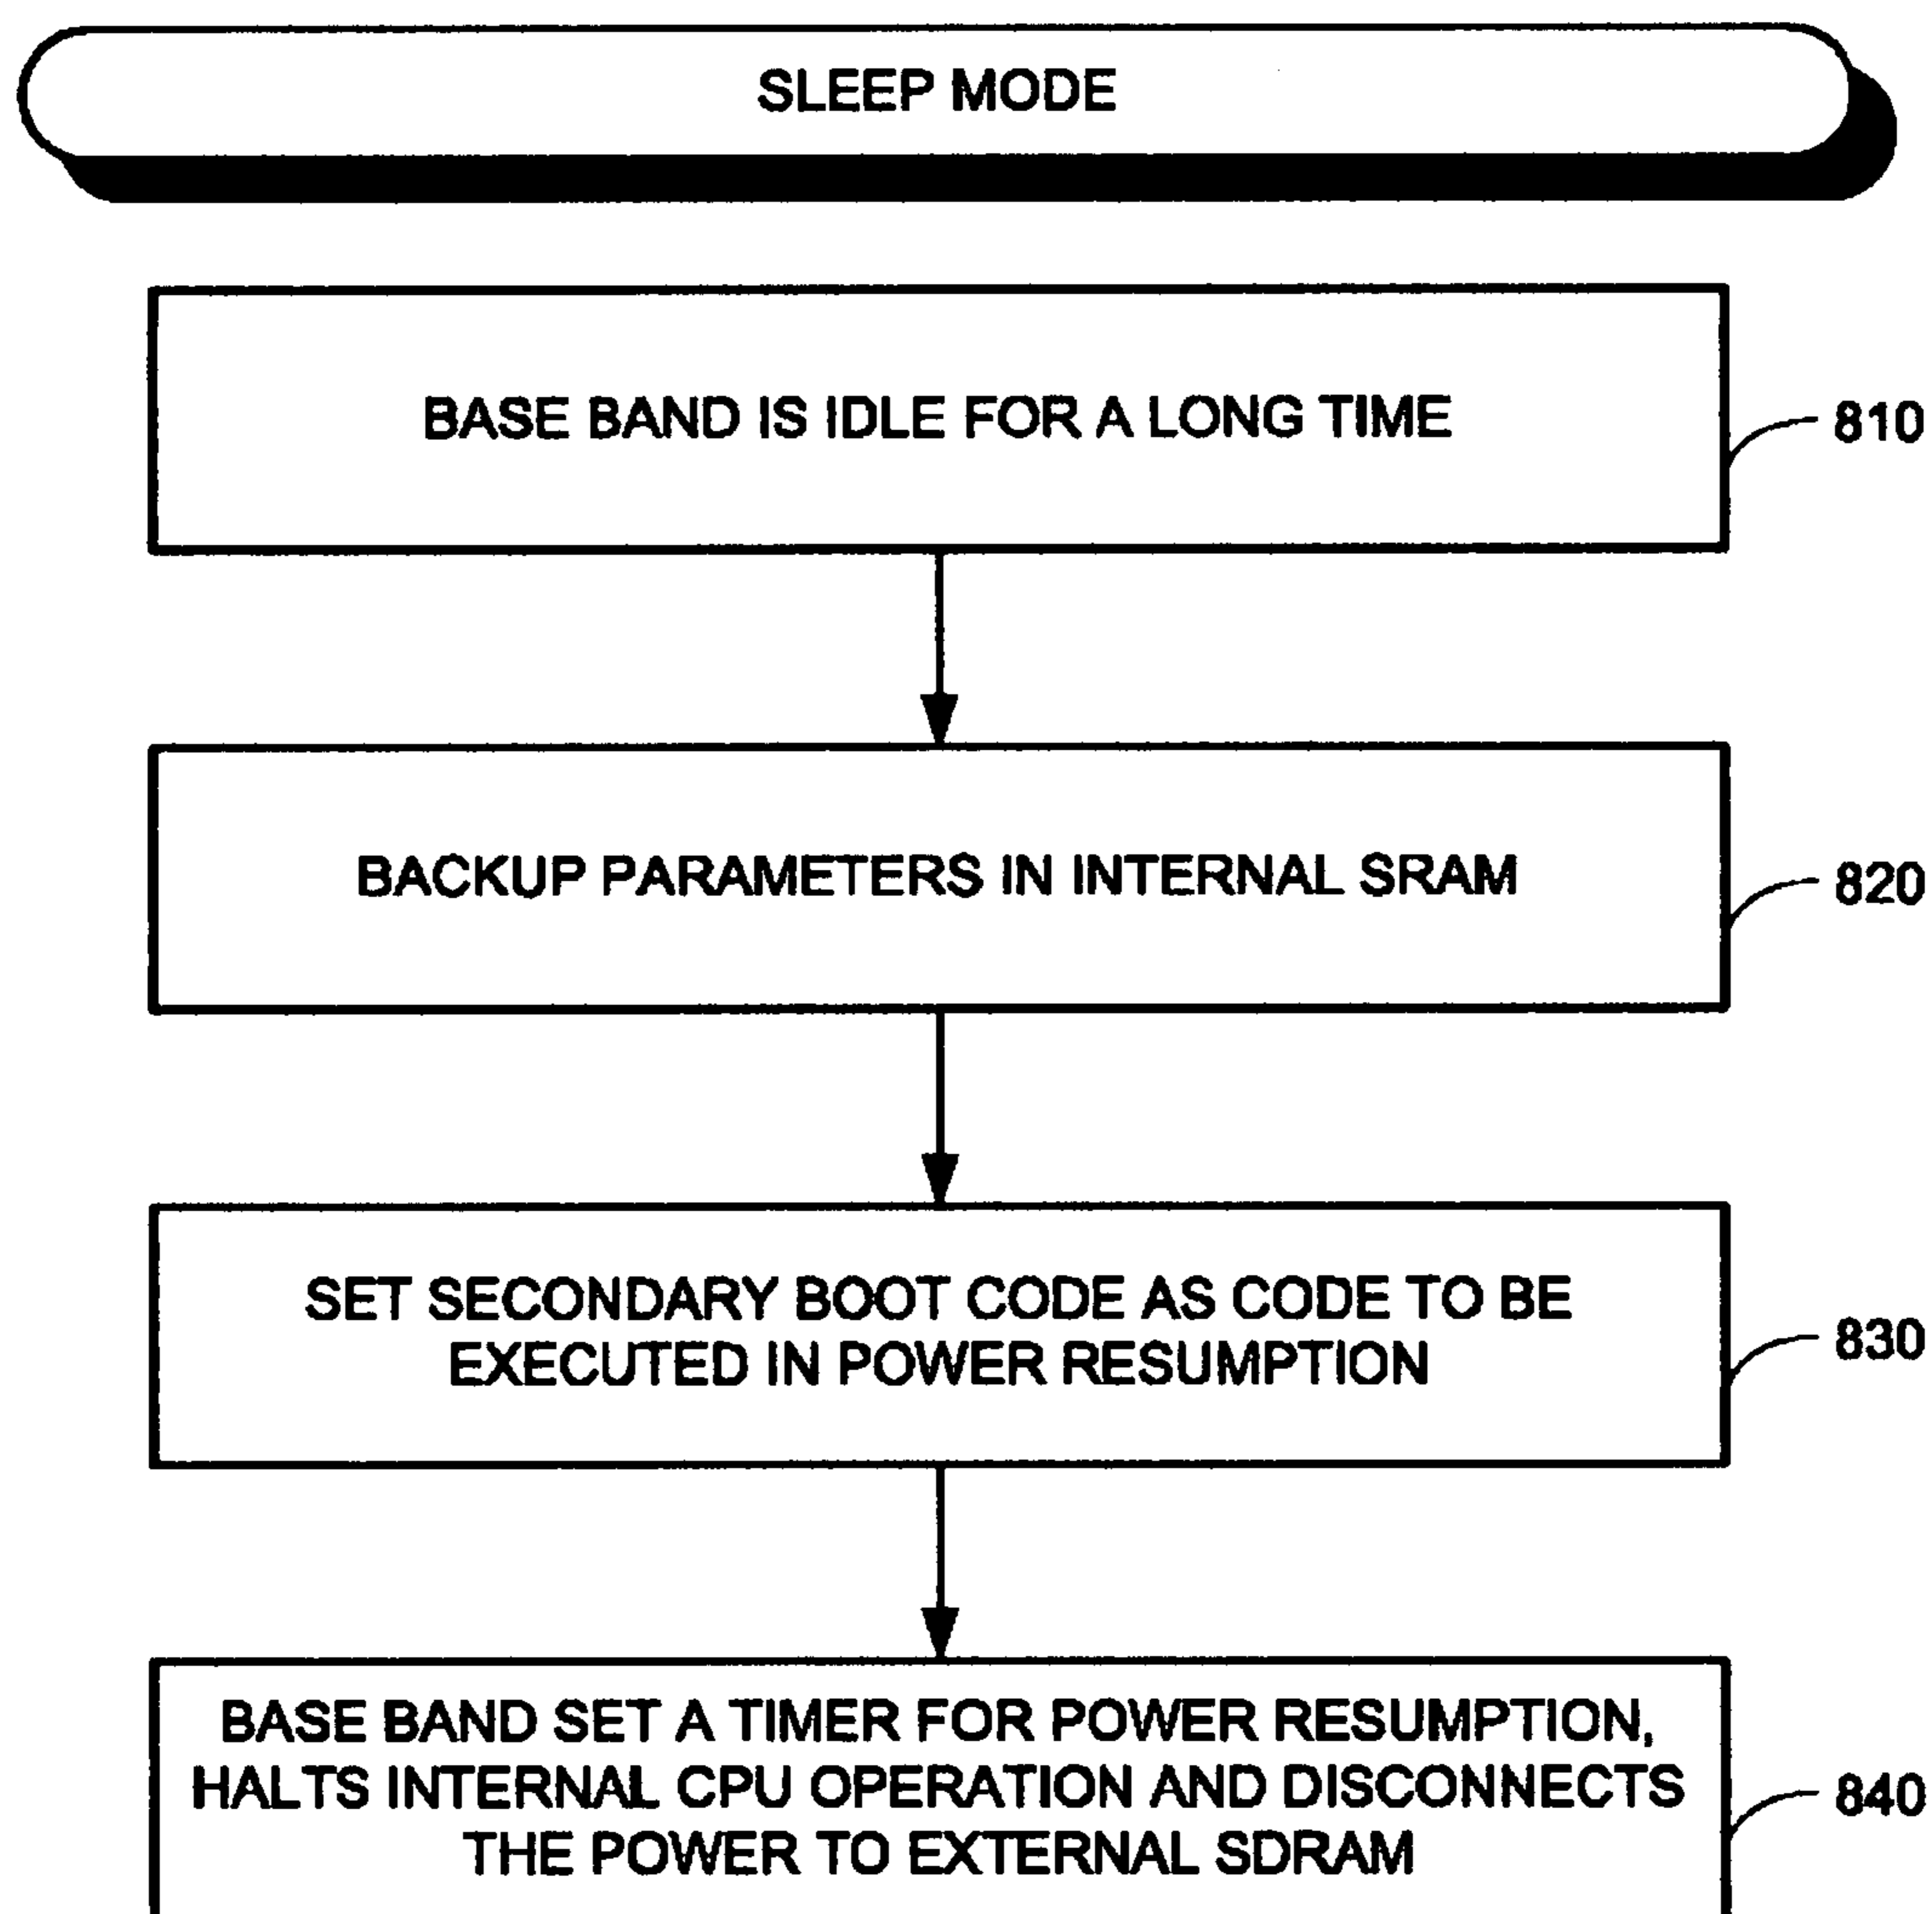 SLEEP MODE
BASE BAND IS IDLE FOR A LONG TIME
810
BACKUP PARAMETERS IN INTERNAL SRAM
820
SET SECONDARY BOOT CODE AS CODE TO BE
EXECUTED IN POWER RESUMPTION
830
BASE BAND SET A TIMER FOR POWER RESUMPTION,
HALTS INTERNAL CPU OPERATION AND DISCONNECTS
THE POWER TO EXTERNAL SDRAM
840